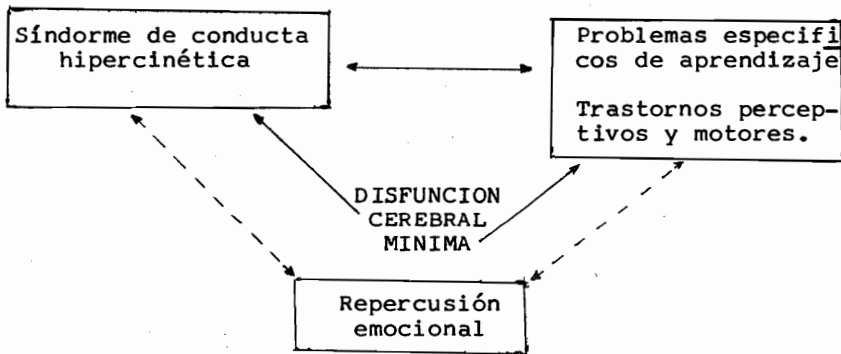 Síndorme de conducta
hipercinética
Problemas especifi
cos de aprendizaje
Trastornos percep-
tivos y motores.
DISFUNCION
CEREBRAL
MINIMA
Repercusión
emocional